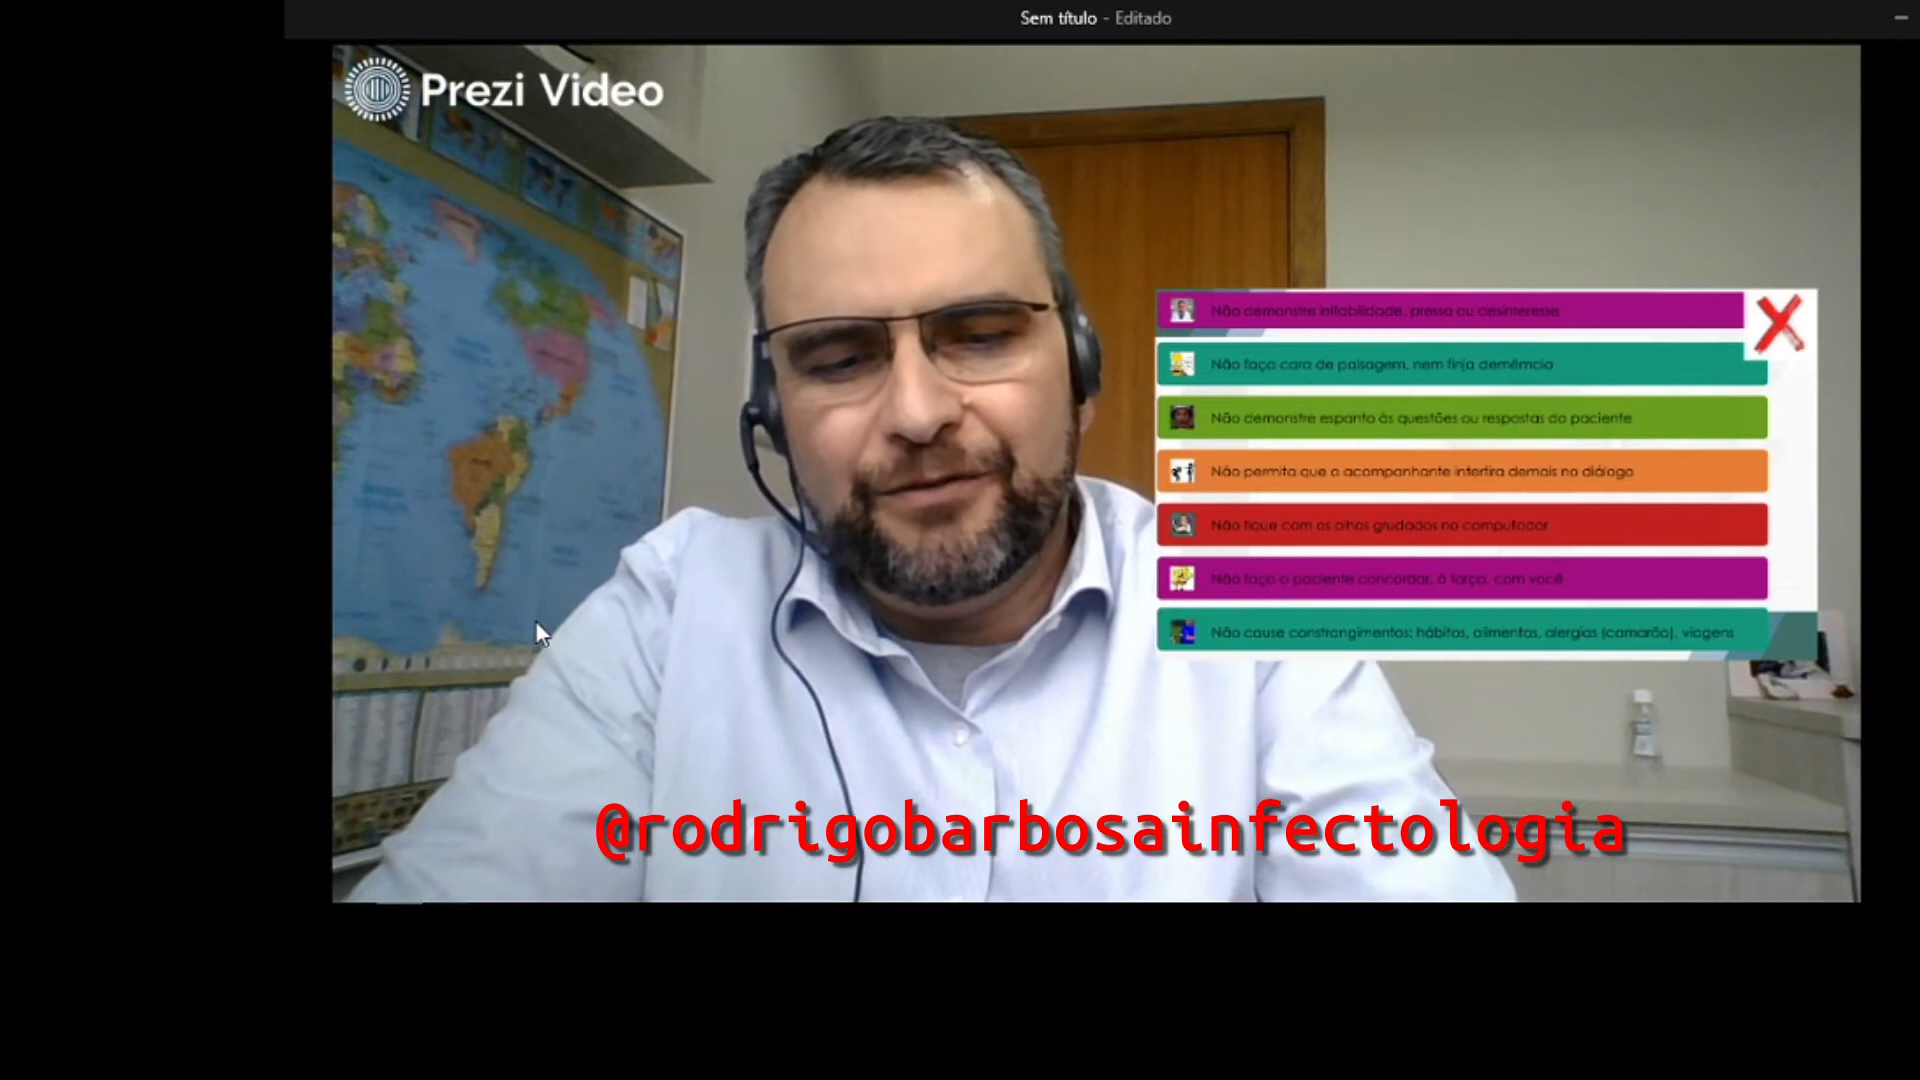 Sem título - Editado
Prezi Video
Não demonstre irritabilidade, pressa ou desinteresse
Não faça cara de paisagem, nem finja demêmcia
Não demonstre espanto às questões ou respostas do paciente
Não permita que o acompanhante interfira demais no diálogo
Não fique com os olhos grudados no computador
Não faça o paciente concordar, à força, com você
Não cause constrangimentos: hábitos, alimentos, alergias (camarão), viagens
@rodrigobarbosainfectologia